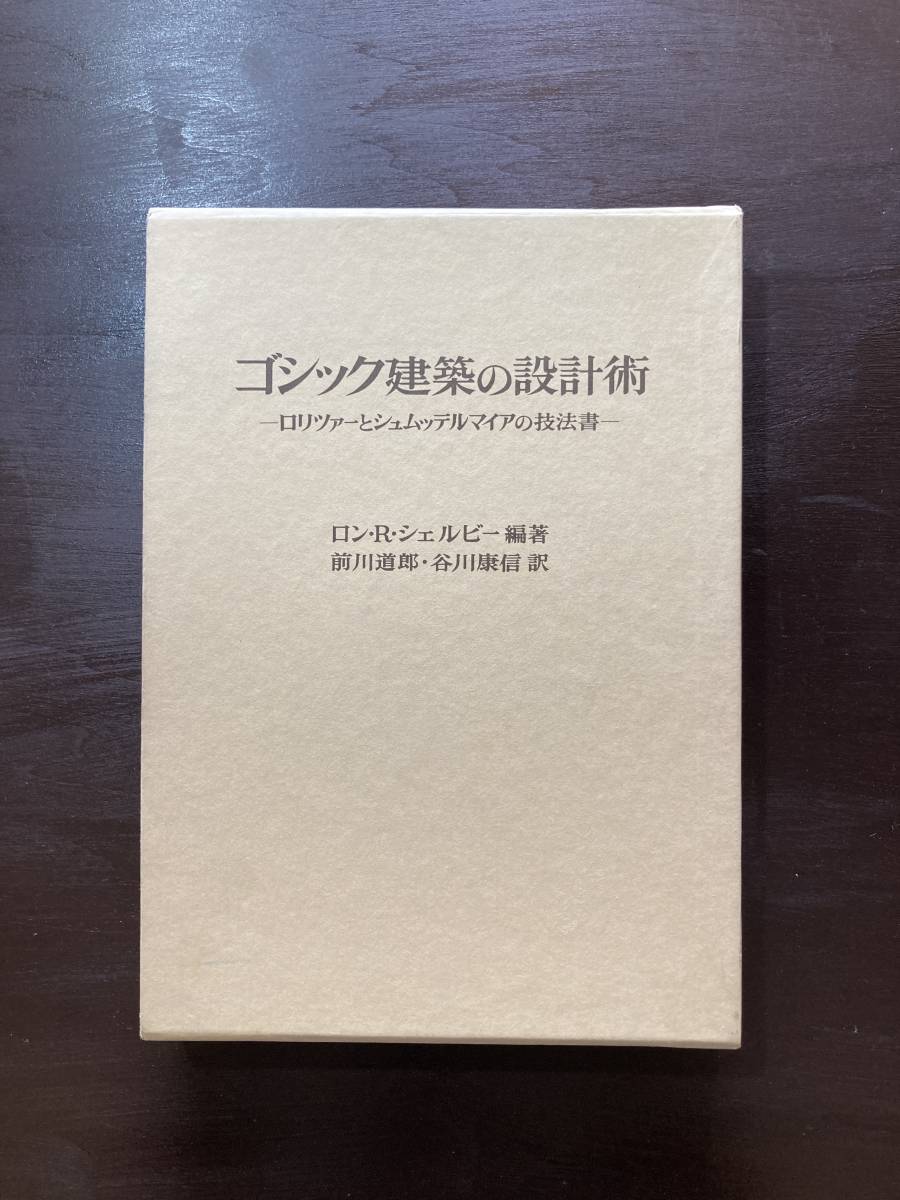 ゴシック建築の設計術
―ロリツァーとシュムッテルマイアの技法書―
ロン・R・シェルビー 編著
前川道郎・谷川康信 訳